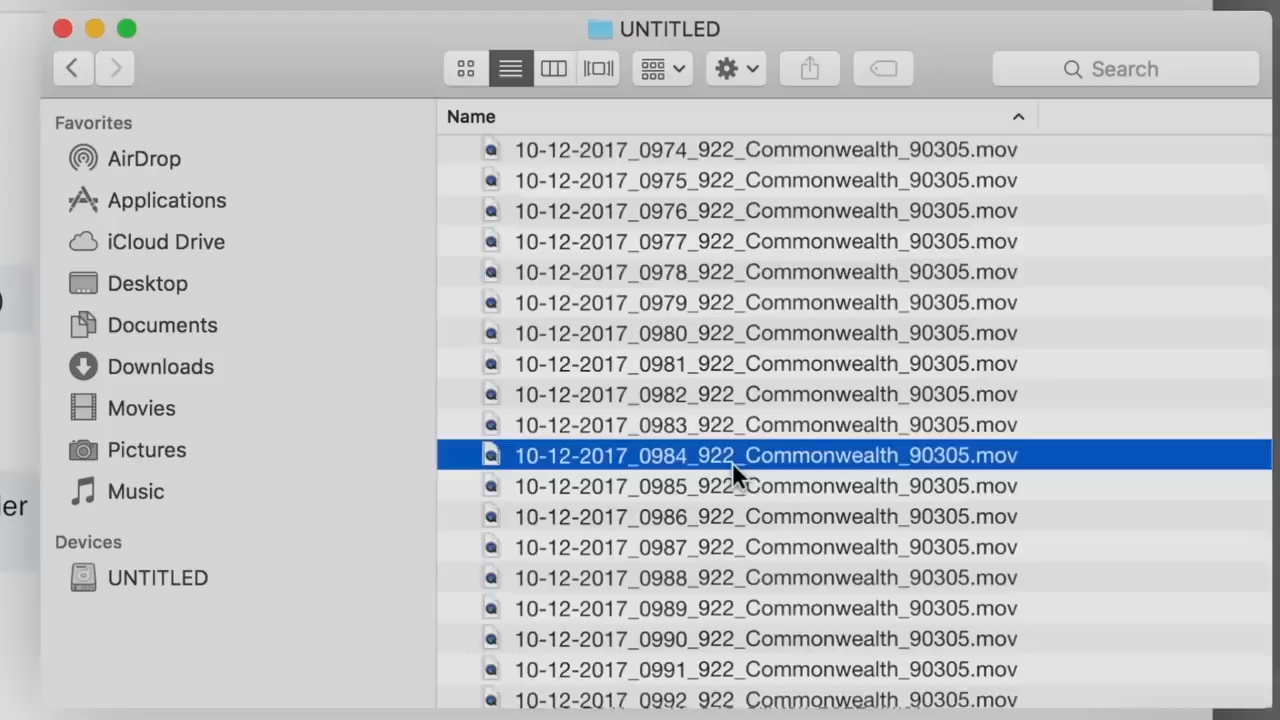 UNTITLED
Search
Favorites
AirDrop
Applications
iCloud Drive
Desktop
Documents
Downloads
Movies
Pictures
Music
Devices
UNTITLED
Name
10-12-2017_0974_922_Commonwealth_90305.mov
10-12-2017_0975_922_Commonwealth_90305.mov
10-12-2017_0976_922_Commonwealth_90305.mov
10-12-2017_0977_922_Commonwealth_90305.mov
10-12-2017_0978_922_Commonwealth_90305.mov
10-12-2017_0979_922_Commonwealth_90305.mov
10-12-2017_0980_922_Commonwealth_90305.mov
10-12-2017_0981_922_Commonwealth_90305.mov
10-12-2017_0982_922_Commonwealth_90305.mov
10-12-2017_0983_922_Commonwealth_90305.mov
10-12-2017_0984_922_Commonwealth_90305.mov
10-12-2017_0985_922_Commonwealth_90305.mov
10-12-2017_0986_922_Commonwealth_90305.mov
10-12-2017_0987_922_Commonwealth_90305.mov
10-12-2017_0988_922_Commonwealth_90305.mov
10-12-2017_0989_922_Commonwealth_90305.mov
10-12-2017_0990_922_Commonwealth_90305.mov
10-12-2017_0991_922_Commonwealth_90305.mov
10-12-2017_0992_922_Commonwealth_90305.mov